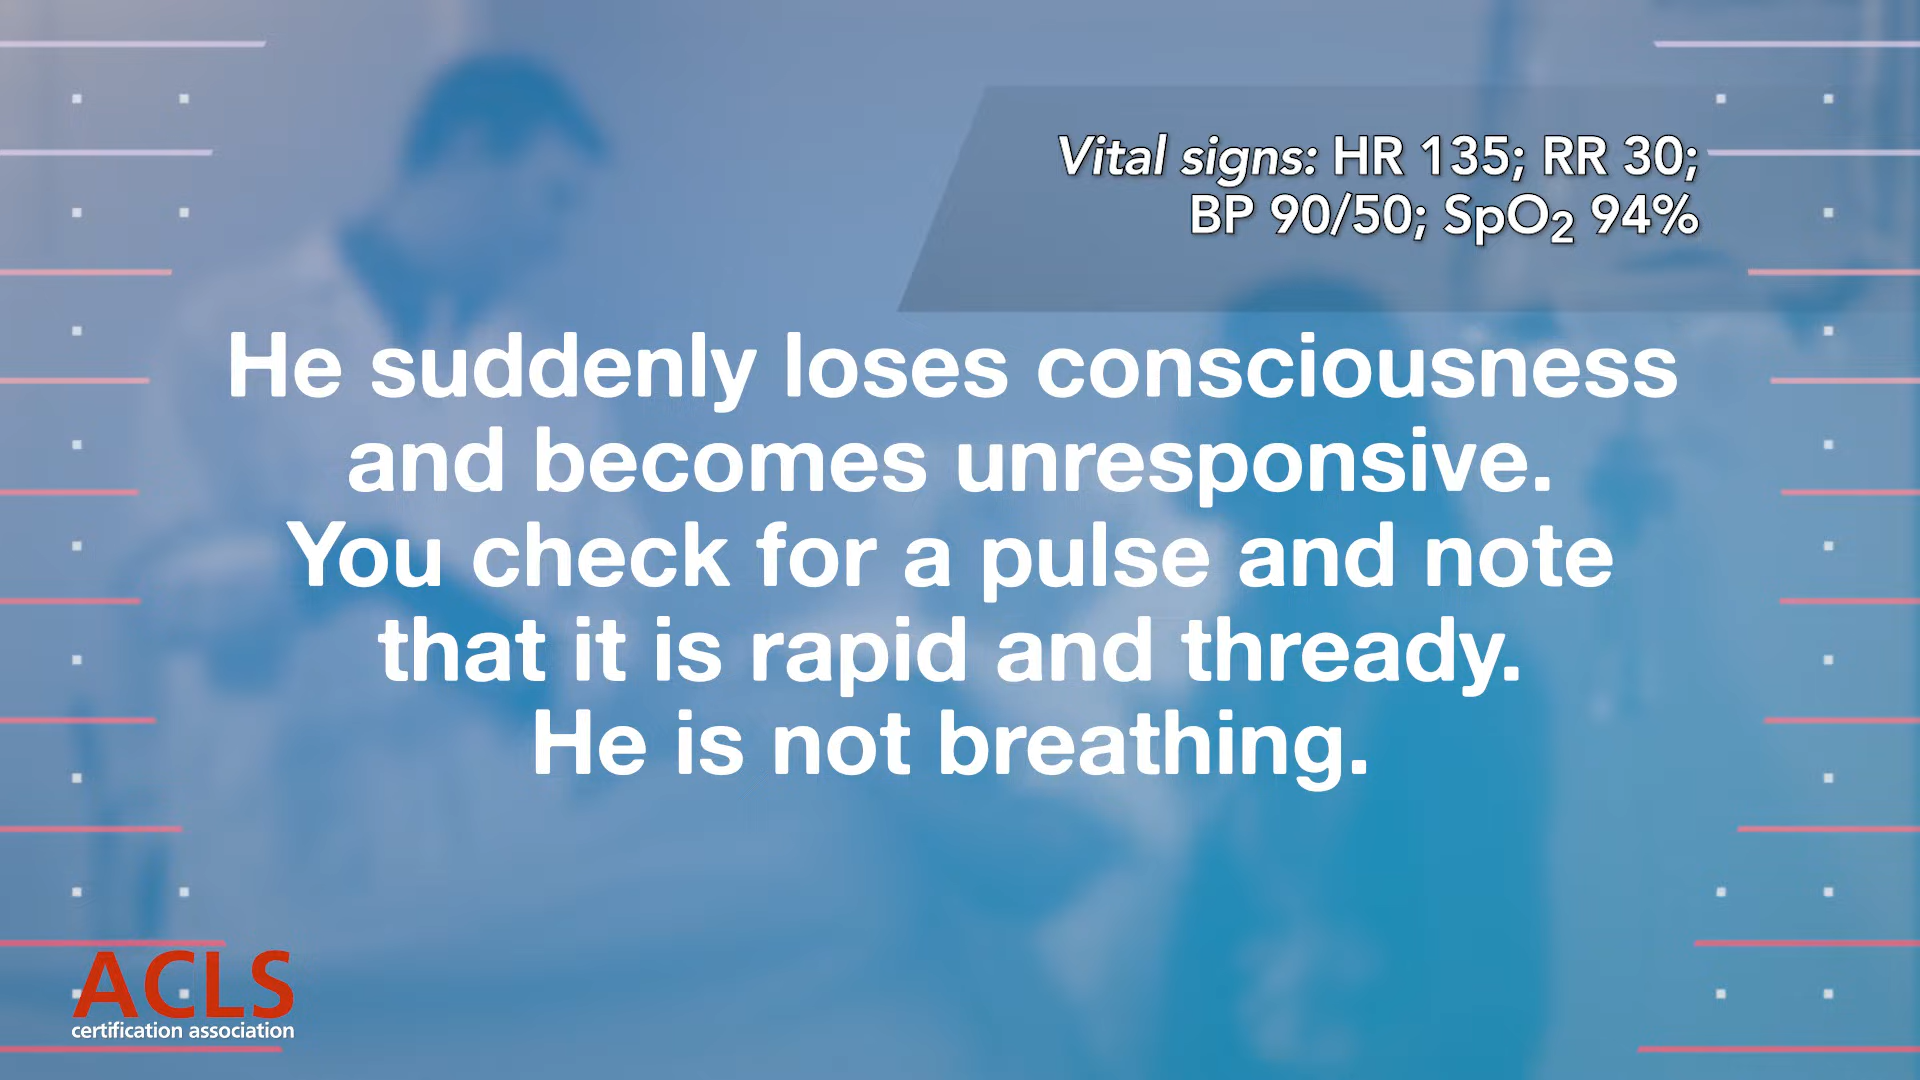 Vital signs: HR 135; RR 30;
BP 90/50; SpO₂ 94%
He suddenly loses consciousness
and becomes unresponsive.
You check for a pulse and note
that it is rapid and thready.
He is not breathing.
ACLS
certification association